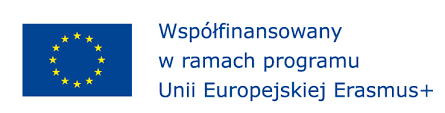 Współfinansowany
w ramach programu
Unii Europejskiej Erasmus+